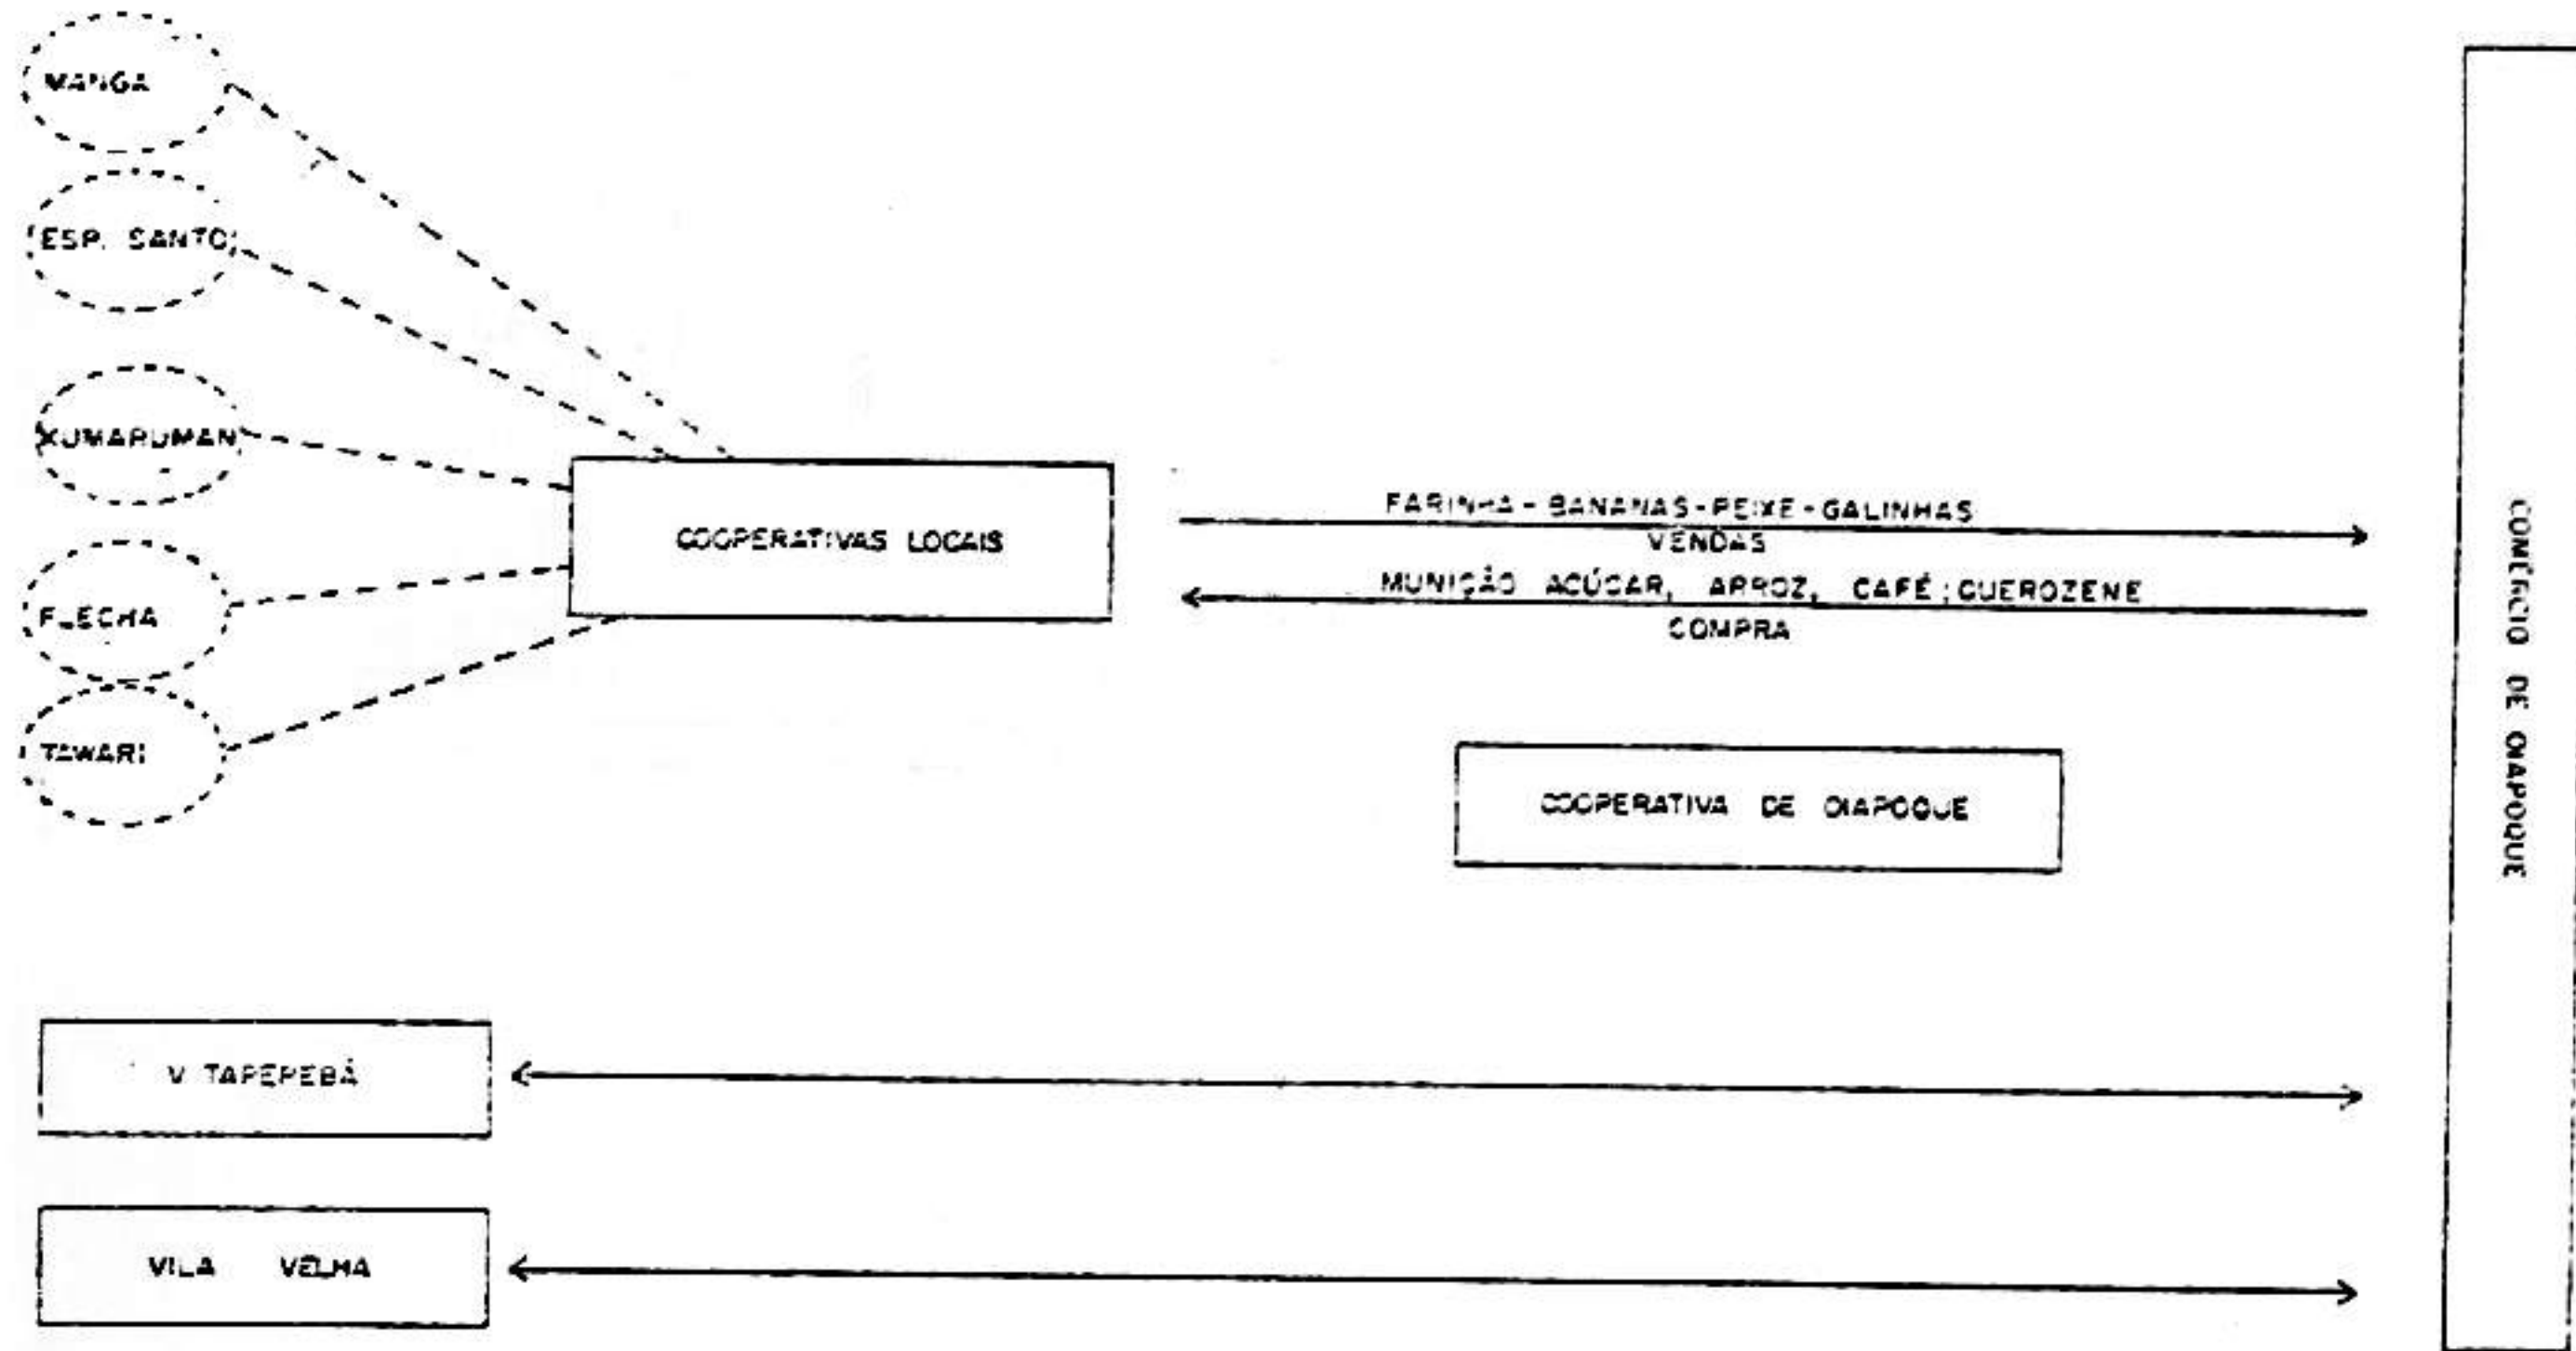 MANGA
ESP. SANTO
KUMARUMAN
FLECHA
TAWARI
COOPERATIVAS LOCAIS
FARINHA - BANANAS - PEIXE - GALINHAS
VENDAS
MUNIÇÃO AÇÚCAR, ARROZ, CAFÉ; QUEROZENE
COMPRA
COOPERATIVA DE OIAPOQUE
COMÉRCIO DE OIAPOQUE
V TAPEREBÁ
VILA VELHA